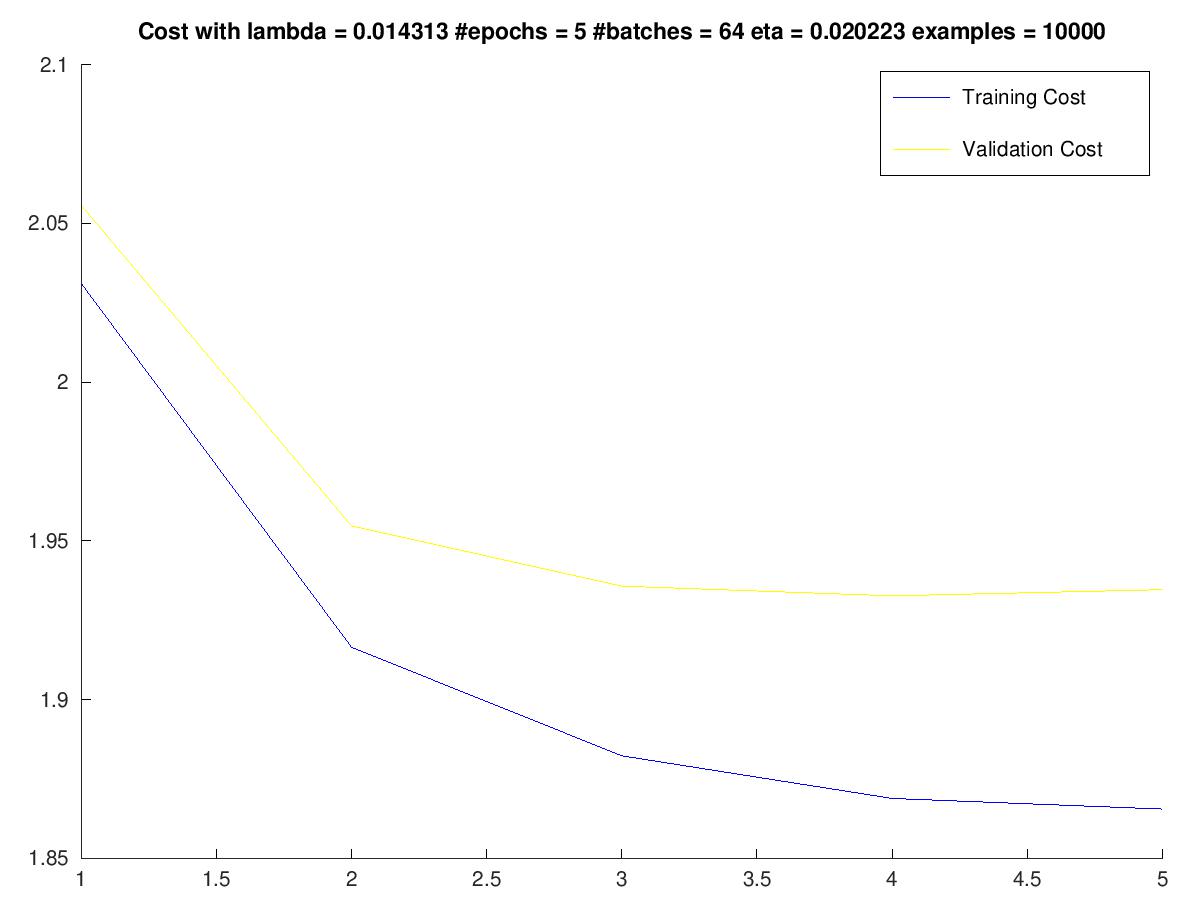 Cost with lambda = 0.014313 #epochs = 5 #batches = 64 eta = 0.020223 examples = 10000
Training Cost
Validation Cost
2.1
2.05
2
1.95
1.9
1.85
1 1.5 2 2.5 3 3.5 4 4.5 5